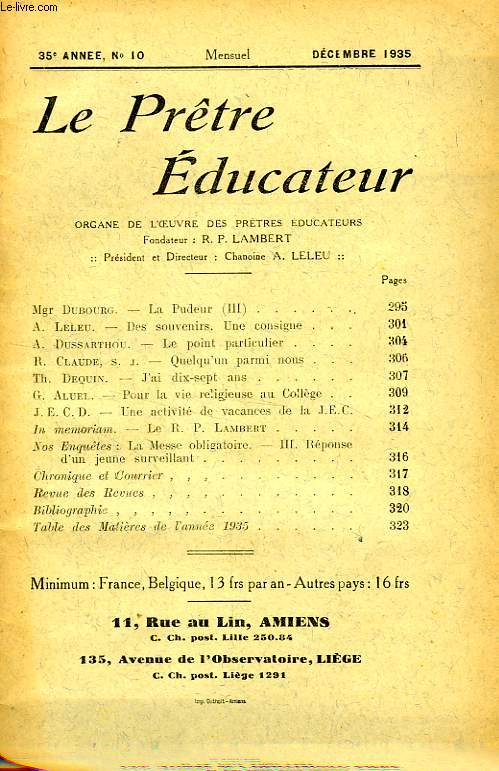 Le-livre.com
35e ANNEE, No 10 Mensuel DÉCEMBRE 1935
Le Prêtre
Éducateur
ORGANE DE L'ŒUVRE DES PRÊTRES ÉDUCATEURS
Fondateur : R. P. LAMBERT
:: Président et Directeur : Chanoine A. LELEU ::
Pages
Mgr DUBOURG. — La Pudeur (III) . . . . . . 295
A. LELEU. — Des souvenirs. Une consigne . . . 301
A. DUSSARTHOU. — Le point particulier . . . . 304
R. CLAUDE, S. J. — Quelqu'un parmi nous . . . . 306
Th. DEQUIN. — J'ai dix-sept ans . . . . . . 307
G. ALUEL. — Pour la vie religieuse au Collège . . 309
J. E. C. D. — Une activité de vacances de la J.E.C. 312
In memoriam. — Le R. P. LAMBERT . . . . . 314
Nos Enquêtes : La Messe obligatoire. — III. Réponse
d'un jeune surveillant . . . . . . . . . 316
Chronique et Courrier , , , . . . . . . . 317
Revue des Revues , , , , . . . . . . . 318
Bibliographie , , , , , . . . . . . . . 320
Table des Matières de l'année 1935 . . . . . . 323
Minimum : France, Belgique, 13 frs par an - Autres pays : 16 frs
11, Rue au Lin, AMIENS
C. Ch. post. Lille 250.84
135, Avenue de l'Observatoire, LIÈGE
C. Ch. post. Liège 1291